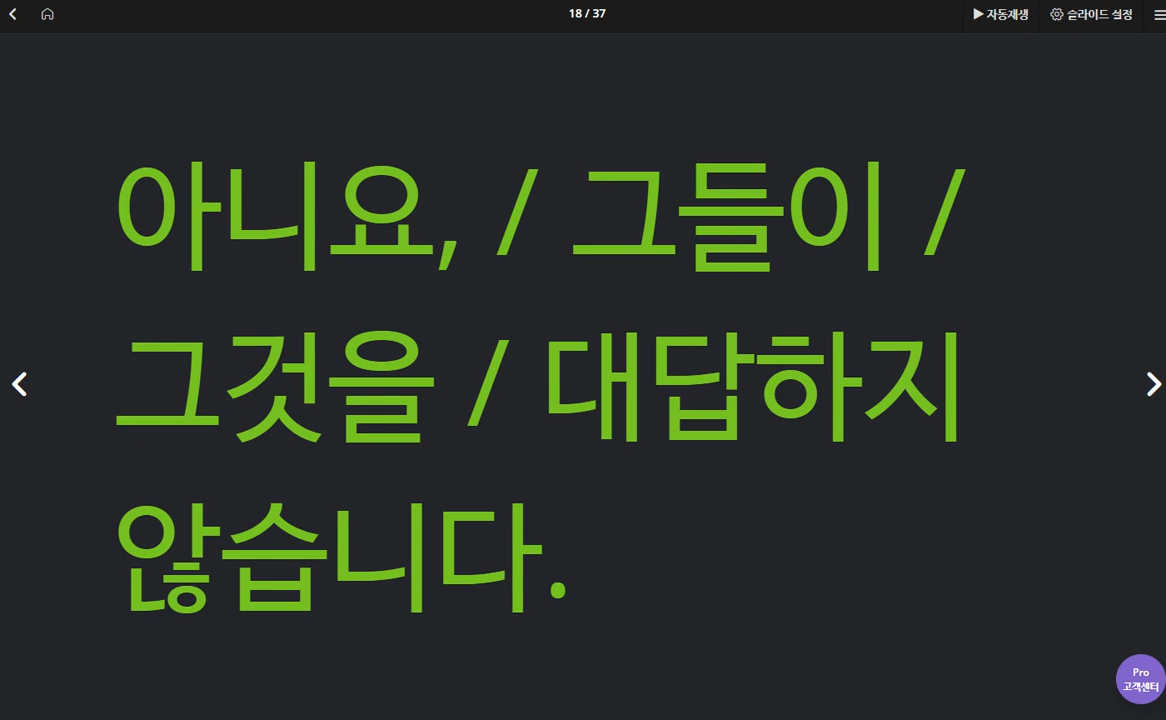 18 / 37
▶ 자동재생
슬라이드 설정
아니요, / 그들이 /
그것을 / 대답하지
않습니다.
Pro
고객센터